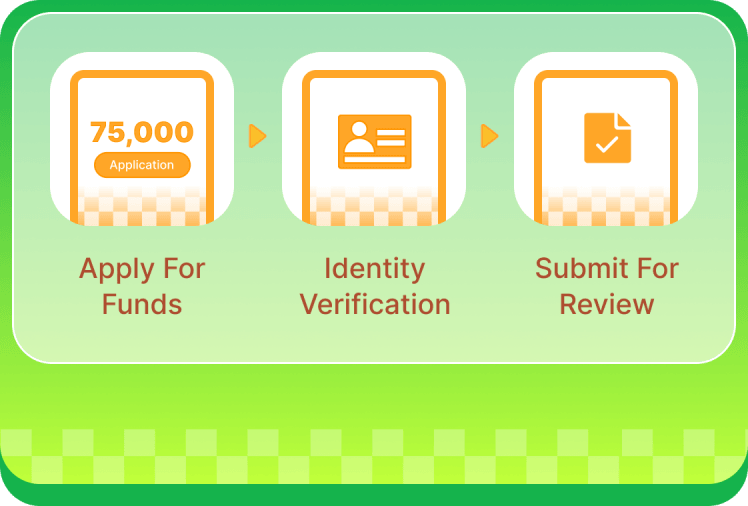 75,000
Application
Apply For
Funds
Identity
Verification
Submit For
Review